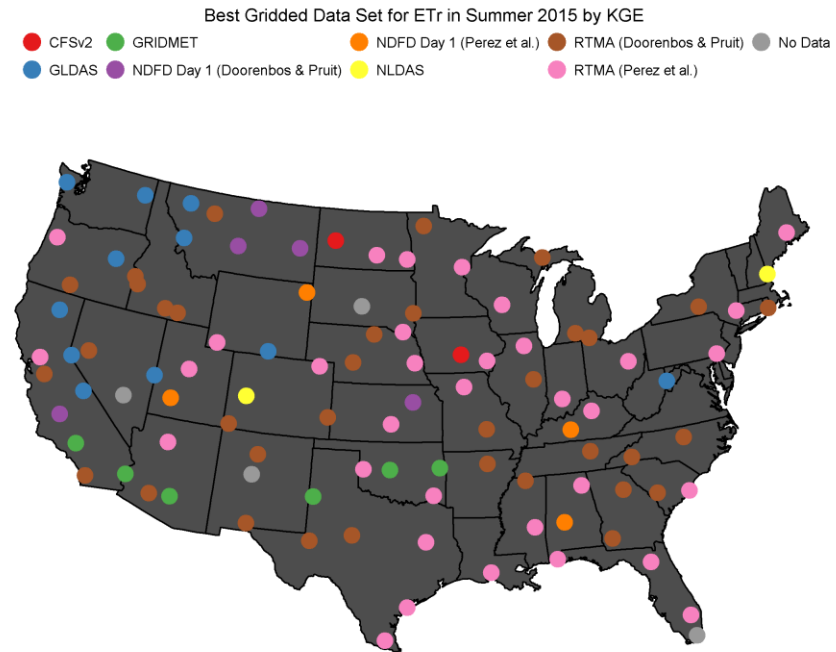 Best Gridded Data Set for ETr in Summer 2015 by KGE
CFSv2 GRIDMET NDFD Day 1 (Perez et al.) RTMA (Doorenbos & Pruit) No Data
GLDAS NDFD Day 1 (Doorenbos & Pruit) NLDAS RTMA (Perez et al.)